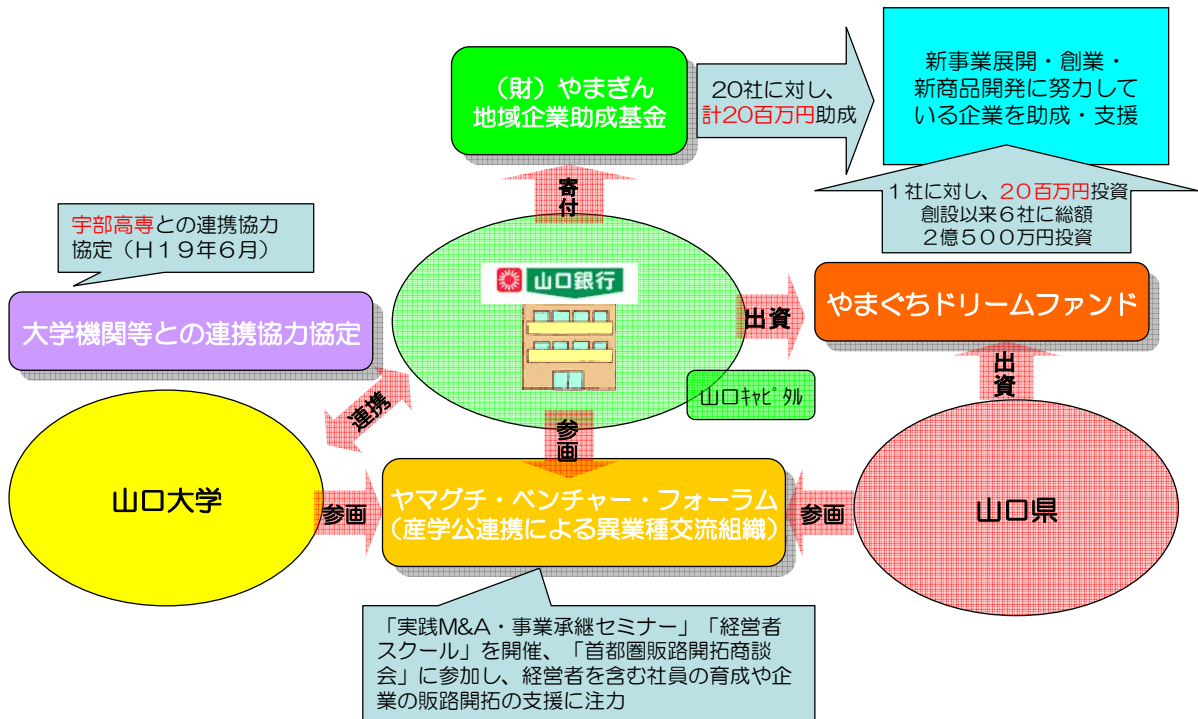 (財)やまぎん
地域企業助成基金
20社に対し、
計20百万円助成
新事業展開・創業・
新商品開発に努力して
いる企業を助成・支援
1社に対し、20百万円投資
創設以来6社に総額
2億500万円投資
寄付
宇部高専との連携協力
協定(H19年6月)
山口銀行
大学機関等との連携協力協定
出資
やまぐちドリームファンド
山口ｷｬﾋﾟﾀﾙ
出資
連携
参画
山口大学
参画
ヤマグチ・ベンチャー・フォーラム
(産学公連携による異業種交流組織)
参画
山口県
「実践M&A・事業承継セミナー」「経営者
スクール」を開催、「首都圏販路開拓商談
会」に参加し、経営者を含む社員の育成や企
業の販路開拓の支援に注力